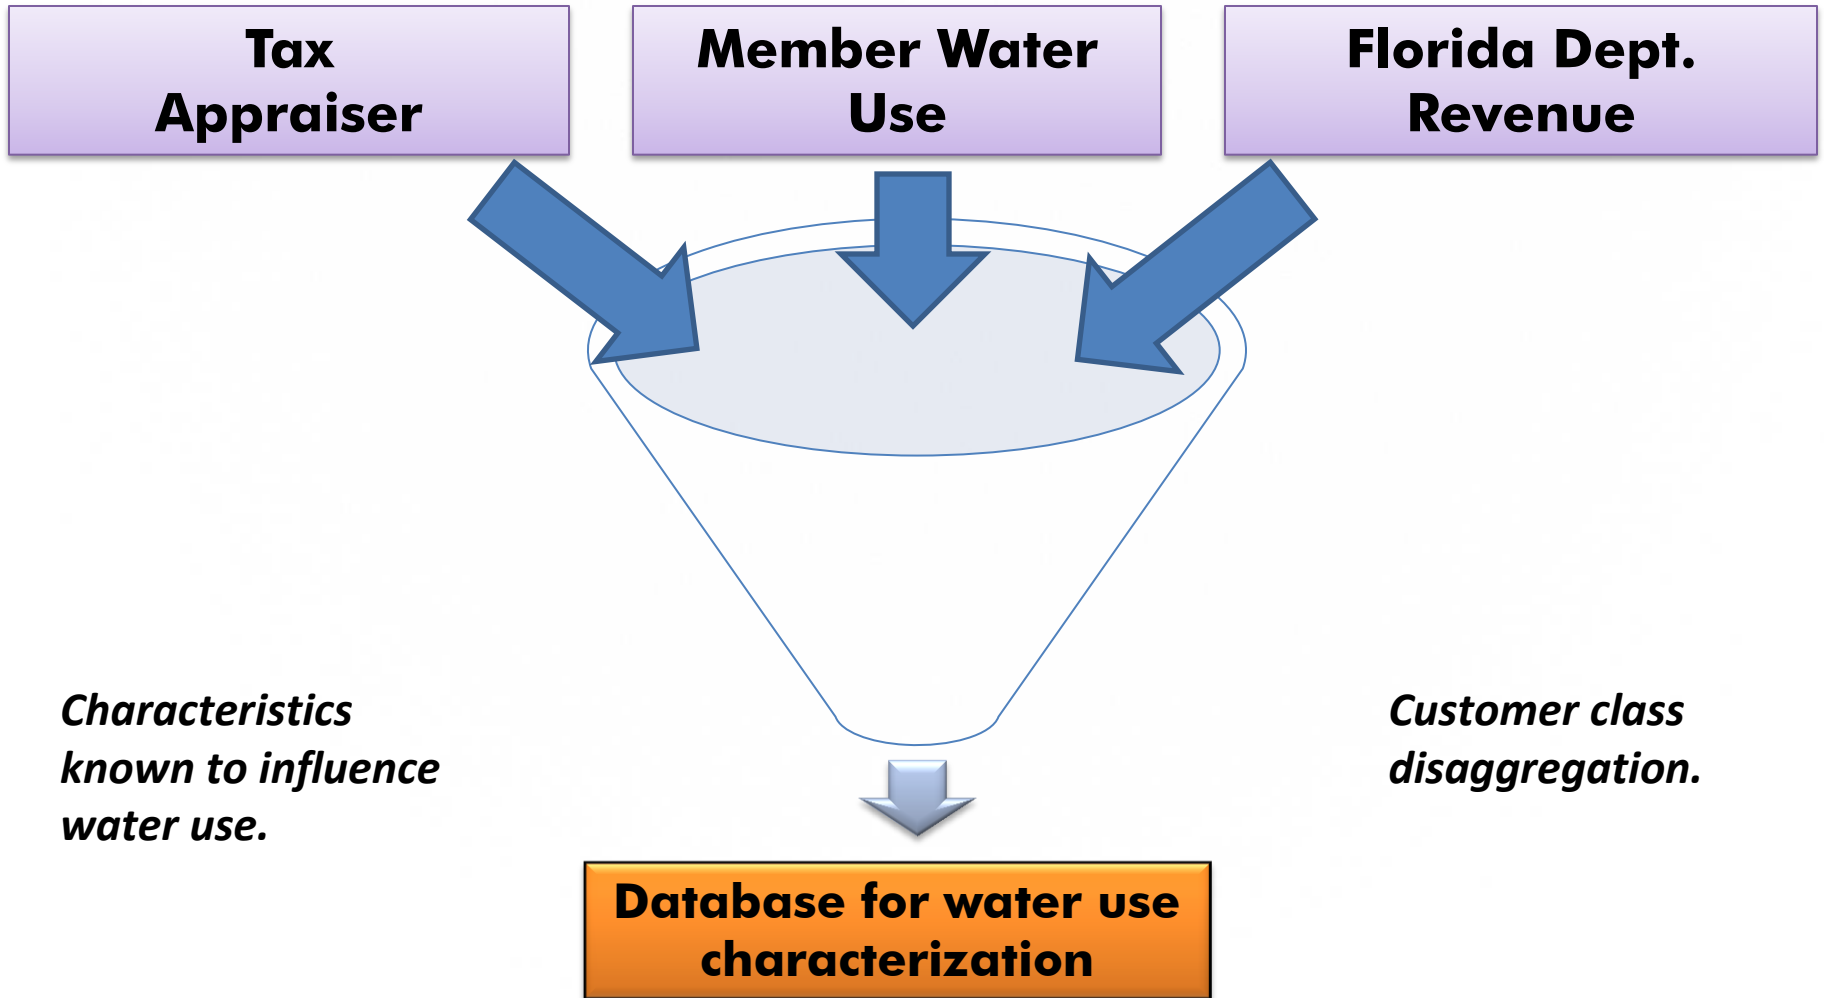 Tax
Appraiser
Member Water
Use
Florida Dept.
Revenue
Characteristics
known to influence
water use.
Customer class
disaggregation.
Database for water use
characterization